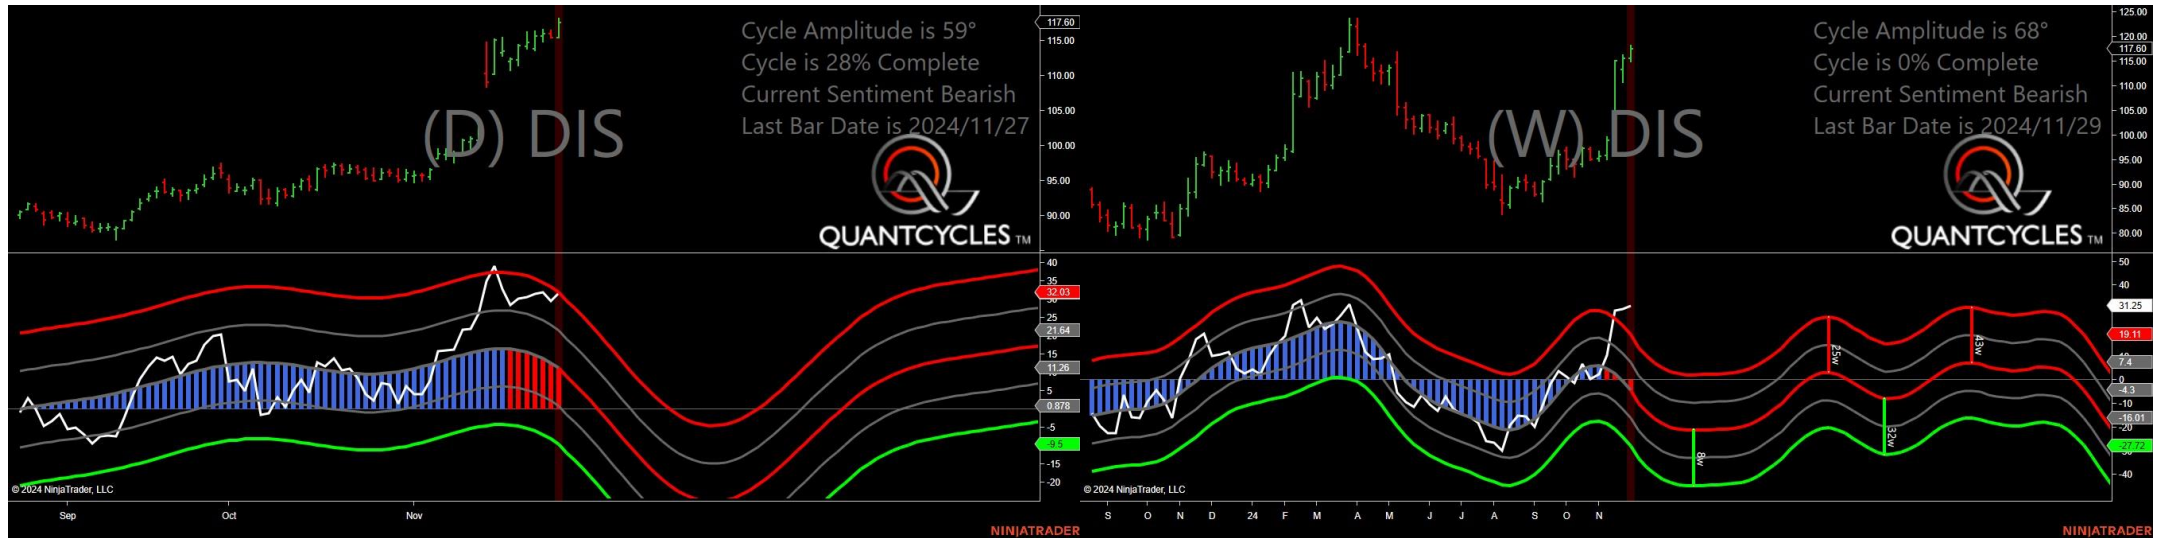 Cycle Amplitude is 59°
Cycle is 28% Complete
Current Sentiment Bearish
Last Bar Date is 2024/11/27
(D) DIS
QUANTCYCLES TM
117.60
115.00
110.00
105.00
100.00
95.00
90.00
40
35
32.03
25
21.64
15
11.26
5
0.878
-5
-9.5
-15
-20
© 2024 NinjaTrader, LLC
Sep Oct Nov
NINJATRADER
Cycle Amplitude is 68°
Cycle is 0% Complete
Current Sentiment Bearish
Last Bar Date is 2024/11/29
(W) DIS
QUANTCYCLES TM
125.00
120.00
117.60
115.00
110.00
105.00
100.00
95.00
90.00
85.00
80.00
50
40
31.25
19.11
7.4
0
-4.3
-10
-16.01
-20
-27.72
-40
25w
43w
32w
8w
© 2024 NinjaTrader, LLC
S O N D 24 F M A M J J A S O N
NINJATRADER